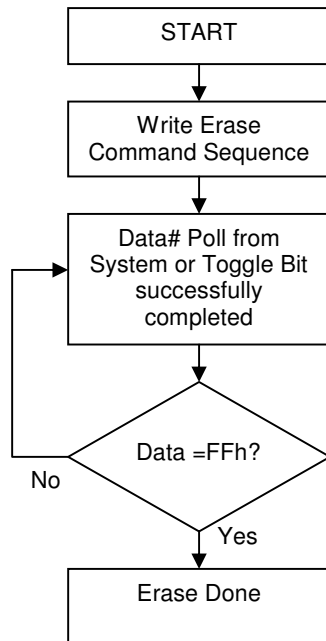 START
Write Erase
Command Sequence
Data# Poll from
System or Toggle Bit
successfully
completed
Data =FFh?
No
Yes
Erase Done